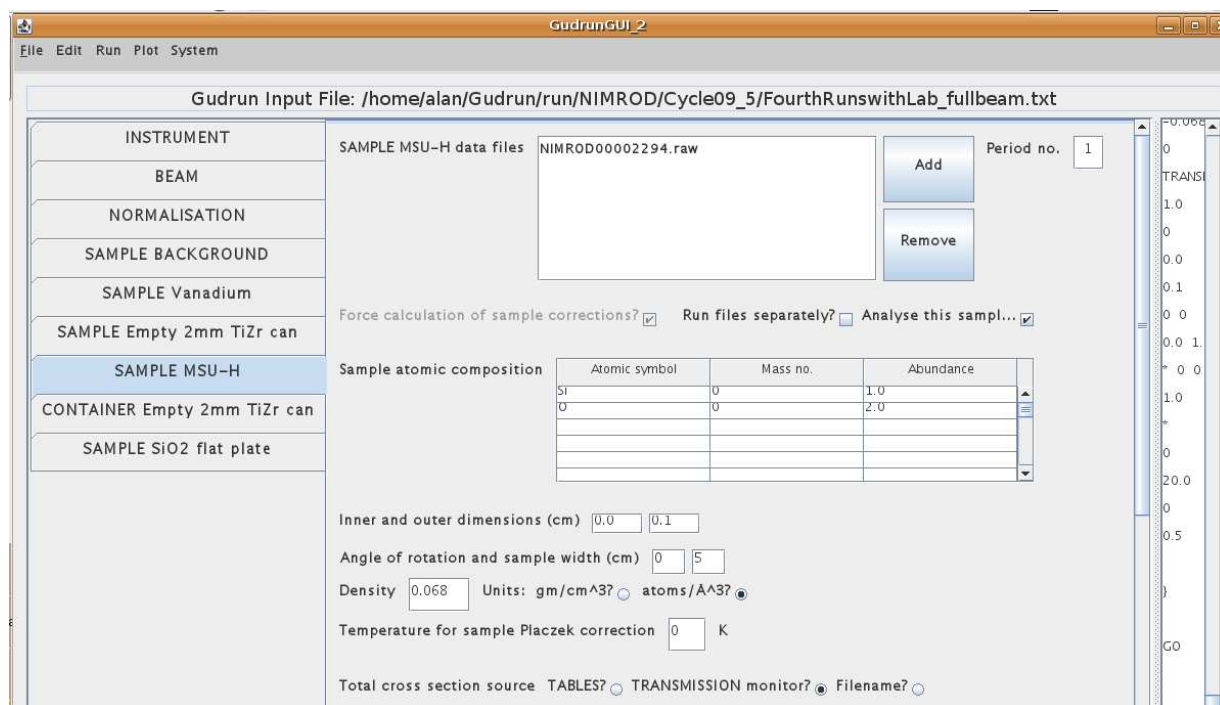 GudrunGUI_2
File Edit Run Plot System
Gudrun Input File: /home/alan/Gudrun/run/NIMROD/Cycle09_5/FourthRunswithLab_fullbeam.txt
INSTRUMENT
BEAM
NORMALISATION
SAMPLE BACKGROUND
SAMPLE Vanadium
SAMPLE Empty 2mm TiZr can
SAMPLE MSU-H
CONTAINER Empty 2mm TiZr can
SAMPLE SiO2 flat plate
SAMPLE MSU-H data files NIMROD00002294.raw Add Remove Period no. 1
Force calculation of sample corrections? Run files separately? Analyse this sampl...
Sample atomic composition Atomic symbol Mass no. Abundance
Si 0 1.0
O 0 2.0
Inner and outer dimensions (cm) 0.0 0.1
Angle of rotation and sample width (cm) 0 5
Density 0.068 Units: gm/cm^3? atoms/Å^3?
Temperature for sample Placzek correction 0 K
Total cross section source TABLES? TRANSMISSION monitor? Filename?
-0.068
0
TRANSI
1.0
0
0.0
0.1
0 0
0.0 1.
* 0 0
1.0
*
0
20.0
0
0.5
}
GO